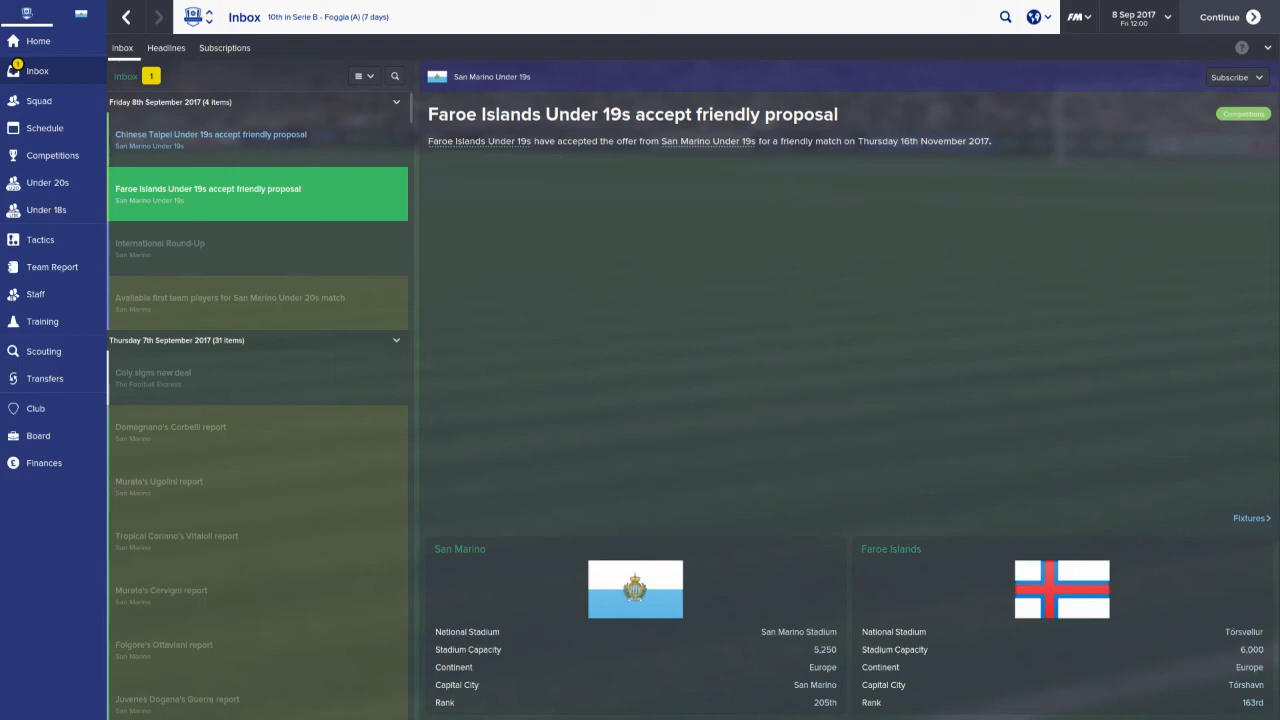 Inbox
10th in Serie B - Foggia (A) (7 days)
FM
8 Sep 2017
Fri 12:00
Continue
Home
1
Inbox
Squad
Schedule
Competitions
Under 20s
Under 18s
Tactics
Team Report
Staff
Training
Scouting
Transfers
Club
Board
Finances
Inbox
Headlines
Subscriptions
?
Inbox
1
Friday 8th September 2017 (4 items)
Chinese Taipei Under 19s accept friendly proposal
San Marino Under 19s
Faroe Islands Under 19s accept friendly proposal
San Marino Under 19s
International Round-Up
San Marino
Available first team players for San Marino Under 20s match
San Marino
Thursday 7th September 2017 (31 items)
Coly signs new deal
The Football Express
Domagnano's Corbelli report
San Marino
Murata's Ugolini report
San Marino
Tropical Coriano's Vitaioli report
San Marino
Murata's Cervigni report
San Marino
Folgore's Ottaviani report
San Marino
Juvenes Dogana's Guerra report
San Marino
San Marino Under 19s
Subscribe
Faroe Islands Under 19s accept friendly proposal
Competitions
Faroe Islands Under 19s have accepted the offer from San Marino Under 19s for a friendly match on Thursday 16th November 2017.
Fixtures
San Marino
National Stadium San Marino Stadium
Stadium Capacity 5,250
Continent Europe
Capital City San Marino
Rank 205th
Faroe Islands
National Stadium Tórsvøllur
Stadium Capacity 6,000
Continent Europe
Capital City Tórshavn
Rank 163rd